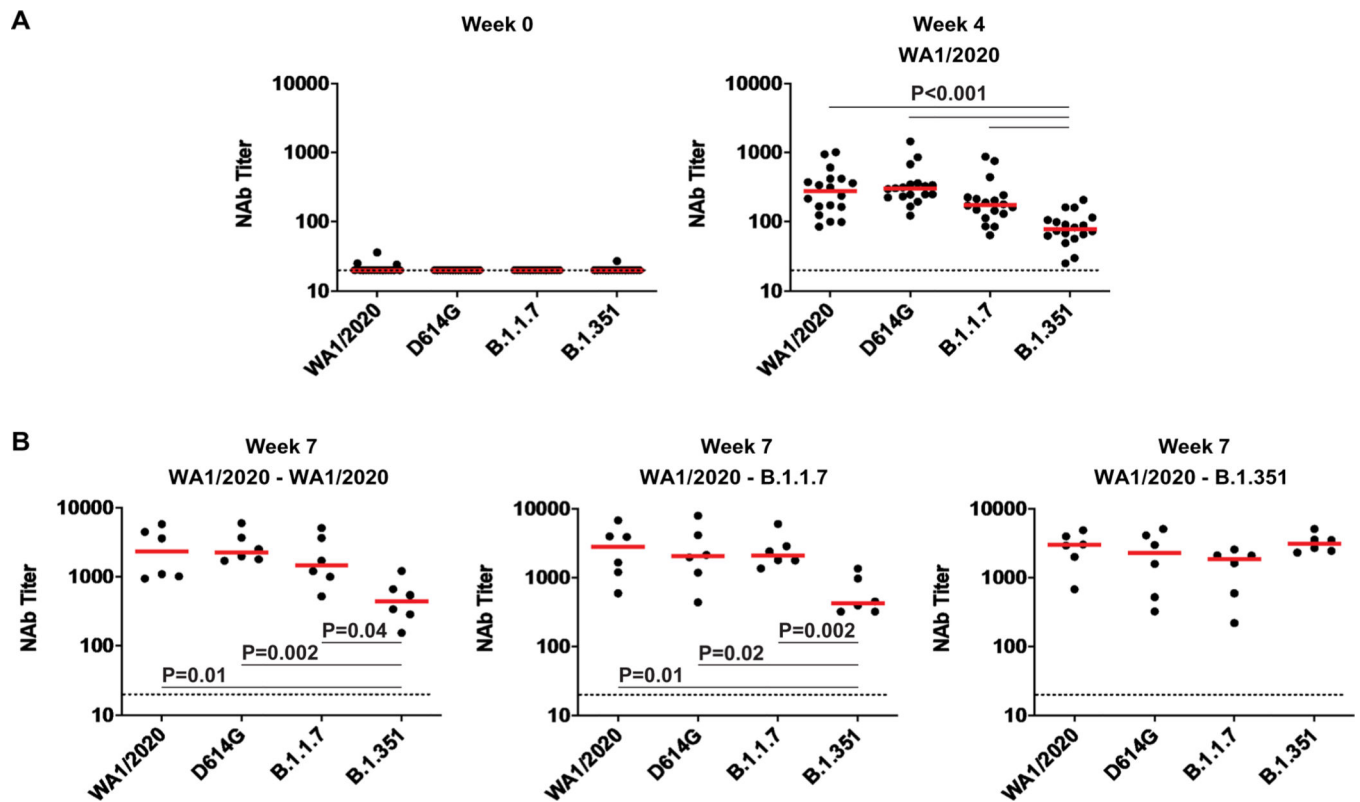 A
Week 0
10000
1000
100
10
NAb Titer
WA1/2020
D614G
B.1.1.7
B.1.351
Week 4
WA1/2020
10000
1000
100
10
NAb Titer
P<0.001
WA1/2020
D614G
B.1.1.7
B.1.351
B
Week 7
WA1/2020 - WA1/2020
10000
1000
100
10
NAb Titer
P=0.04
P=0.002
P=0.01
WA1/2020
D614G
B.1.1.7
B.1.351
Week 7
WA1/2020 - B.1.1.7
10000
1000
100
10
NAb Titer
P=0.002
P=0.02
P=0.01
WA1/2020
D614G
B.1.1.7
B.1.351
Week 7
WA1/2020 - B.1.351
10000
1000
100
10
NAb Titer
WA1/2020
D614G
B.1.1.7
B.1.351